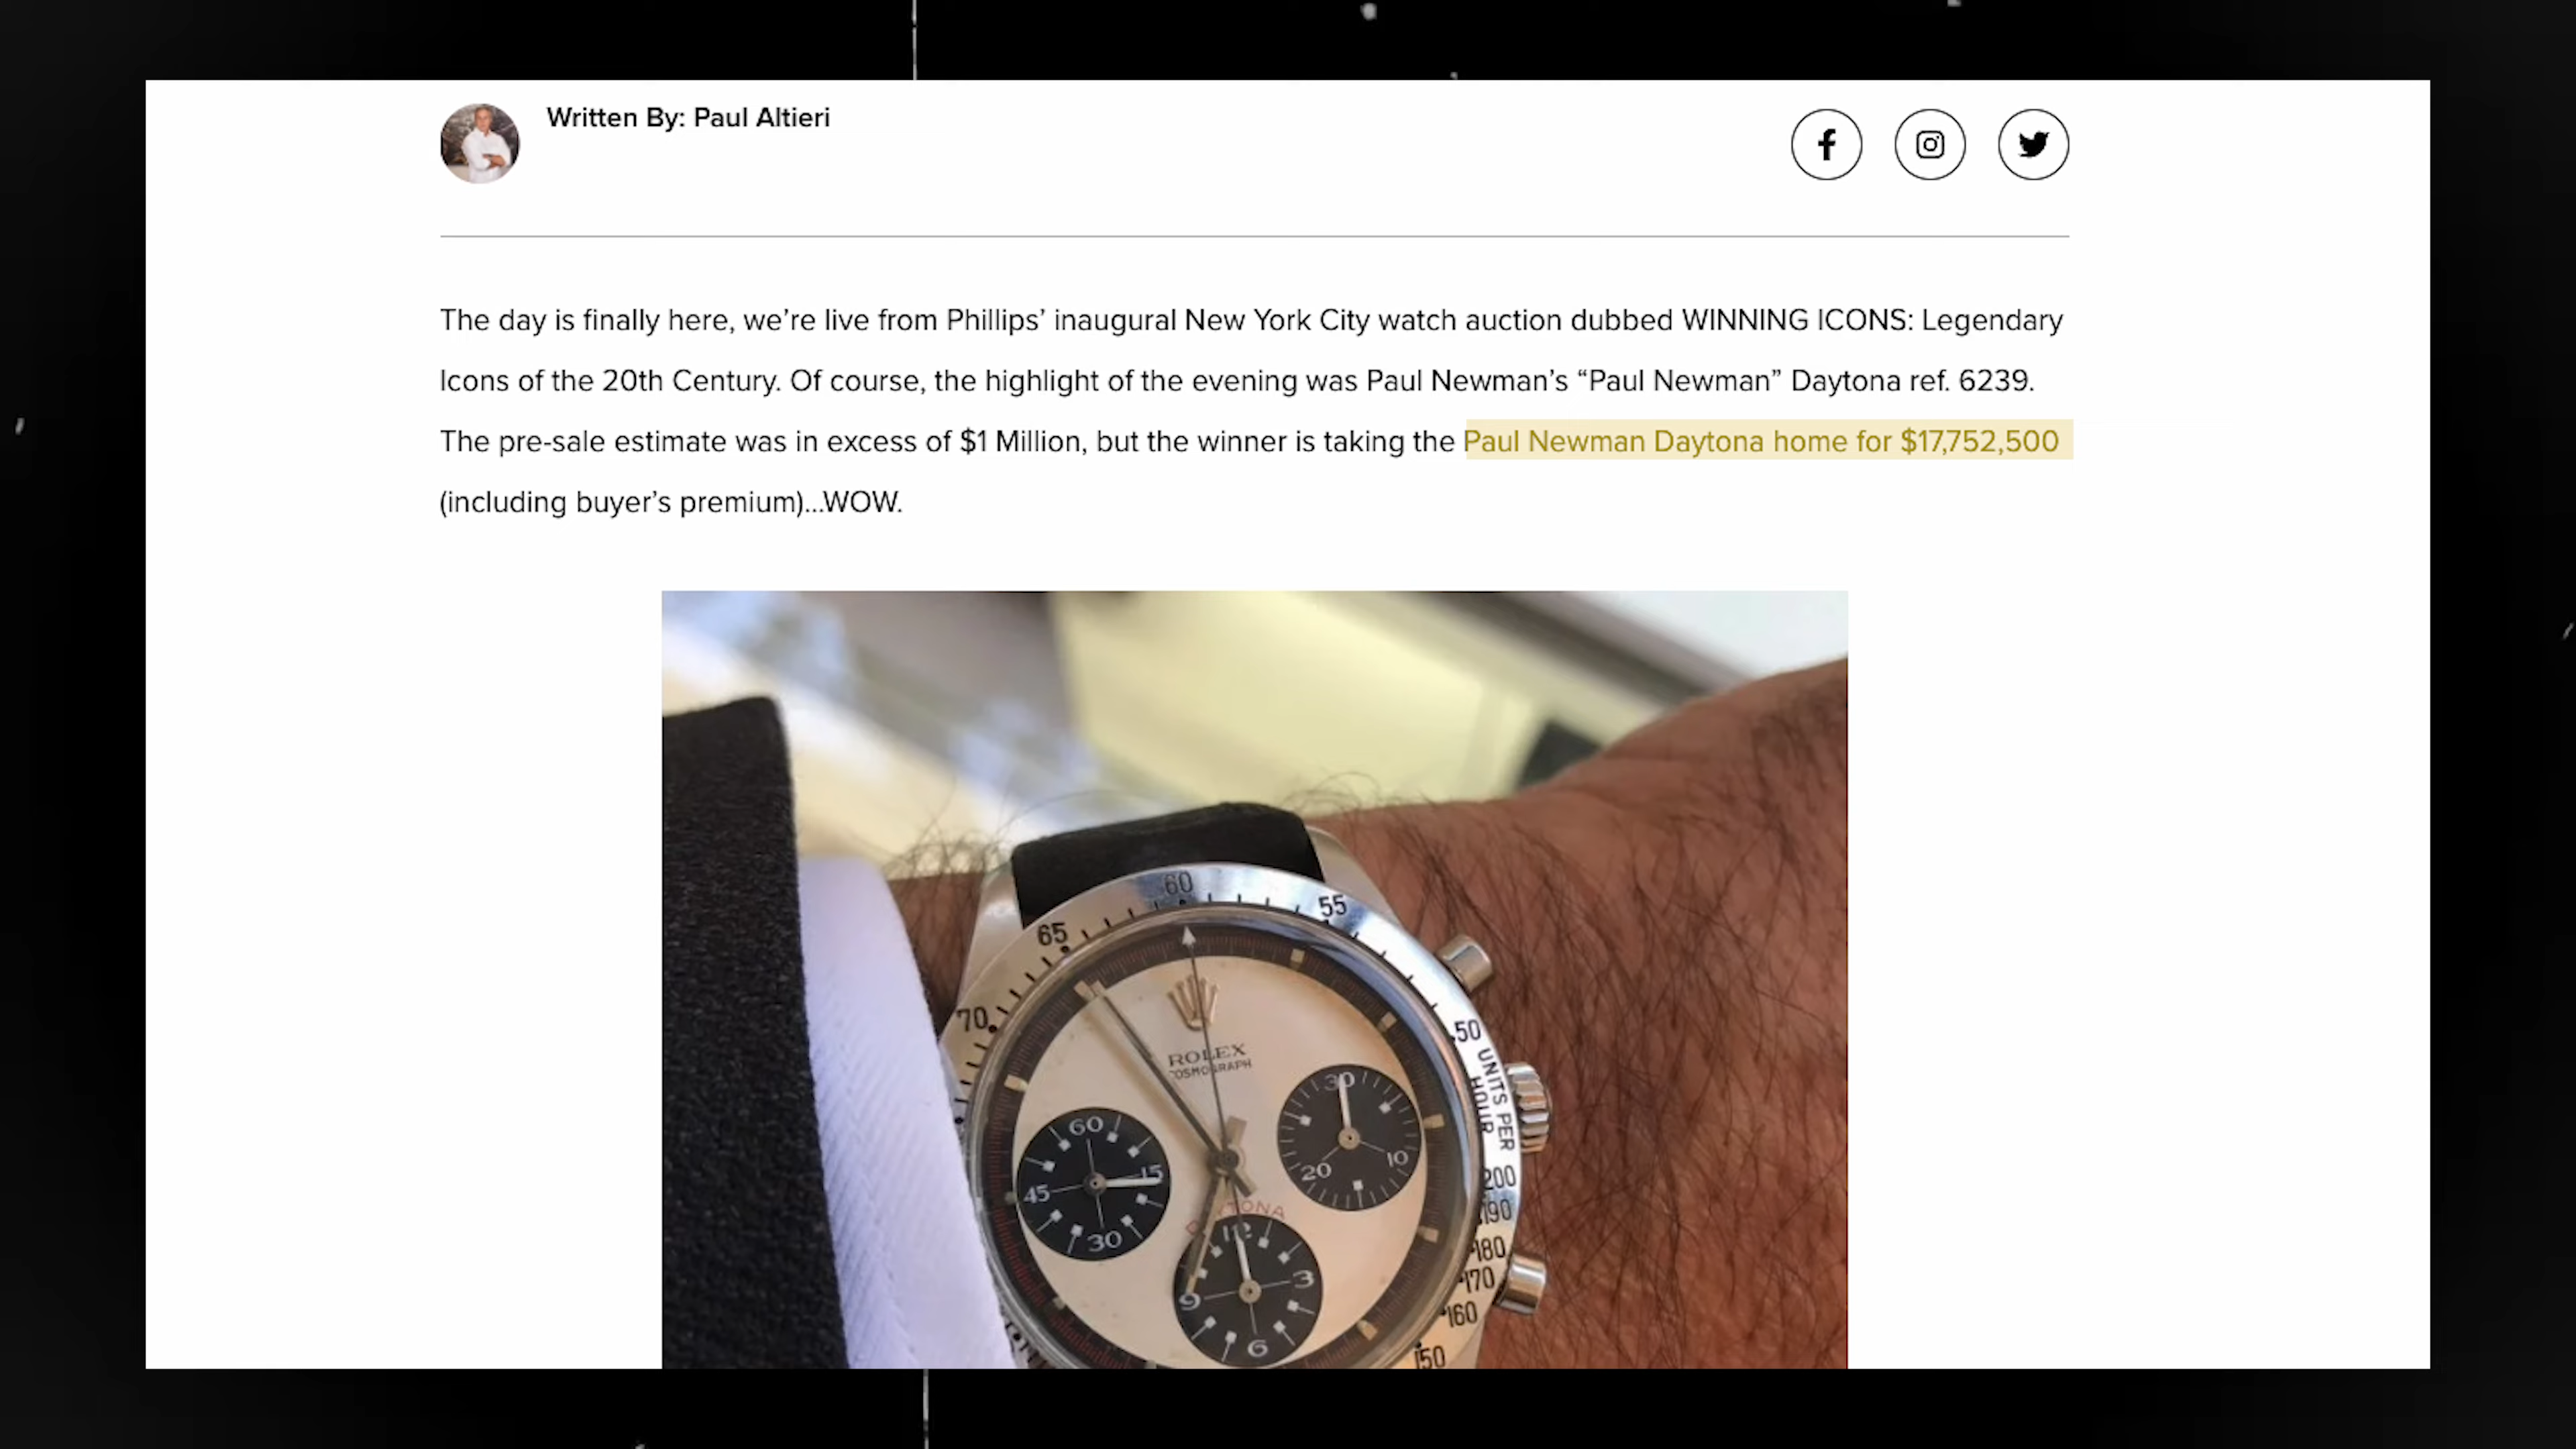 Written By: Paul Altieri
The day is finally here, we’re live from Phillips’ inaugural New York City watch auction dubbed WINNING ICONS: Legendary
Icons of the 20th Century. Of course, the highlight of the evening was Paul Newman’s “Paul Newman” Daytona ref. 6239.
The pre-sale estimate was in excess of $1 Million, but the winner is taking the Paul Newman Daytona home for $17,752,500
(including buyer’s premium)...WOW.
60
55
65
70
50
UNITS PER
HOUR
ROLEX
COSMOGRAPH
30
10
20
60
15
45
30
DAYTONA
12
3
9
6
200
190
180
170
160
150